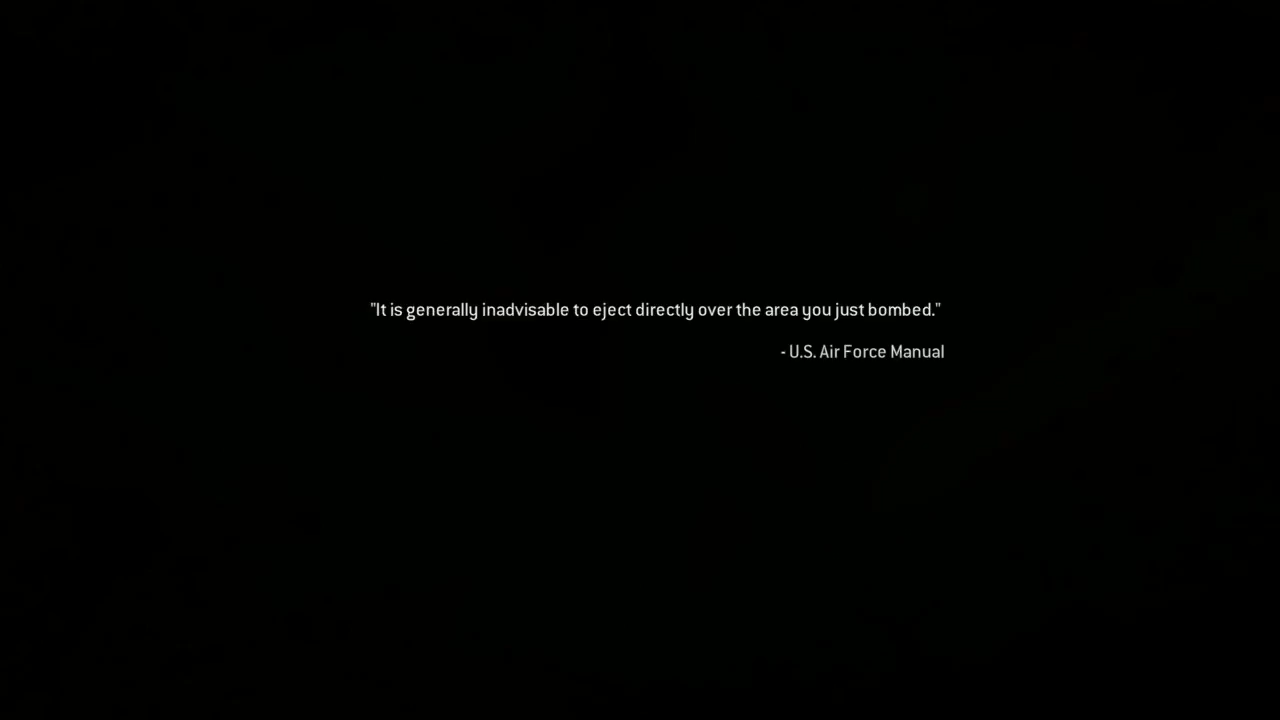 "It is generally inadvisable to eject directly over the area you just bombed."
- U.S. Air Force Manual